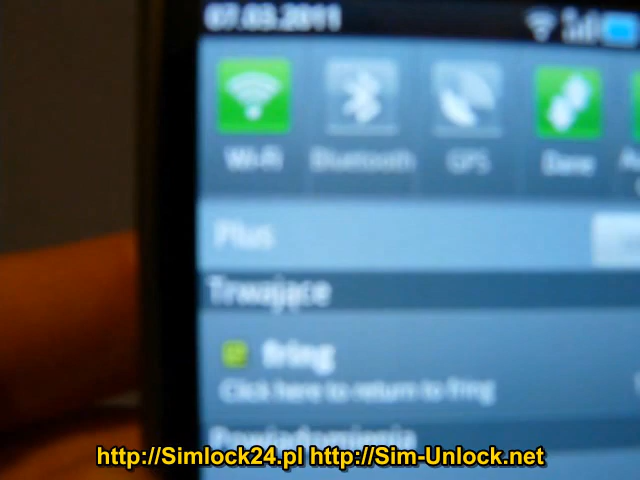 07.03.2011
Wi-Fi Bluetooth GPS Dane
Plus
Trwające
fring
Click here to return to fring
Powiadomienia
http://Simlock24.pl http://Sim-Unlock.net